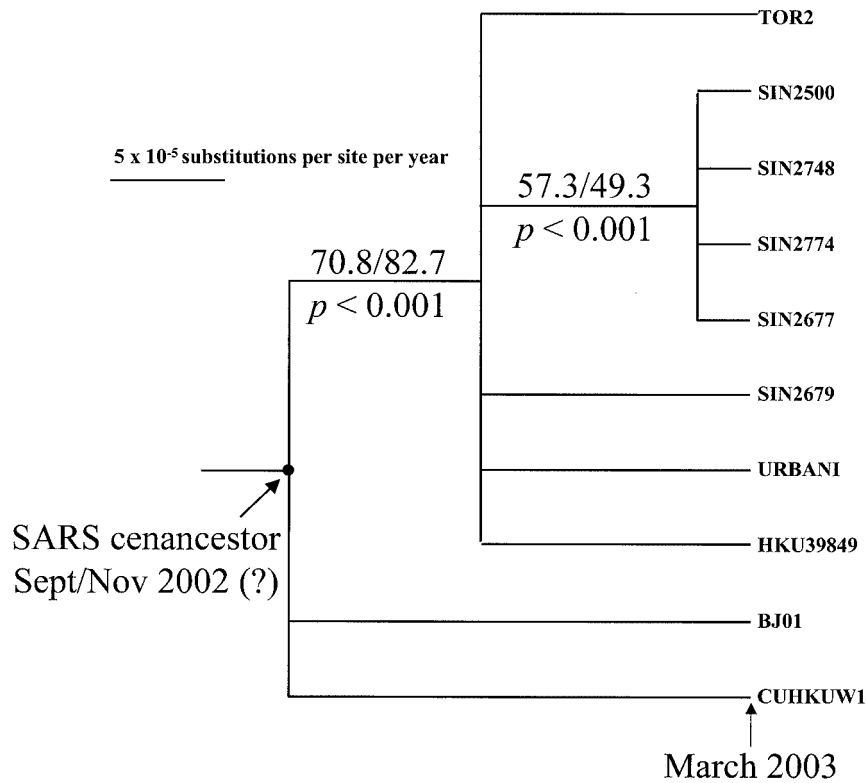 TOR2
SIN2500
5 x 10⁻⁵ substitutions per site per year
57.3/49.3
SIN2748
p < 0.001
SIN2774
70.8/82.7
p < 0.001
SIN2677
SIN2679
URBANI
SARS cenancestor
Sept/Nov 2002 (?)
HKU39849
BJ01
CUHKUW1
March 2003